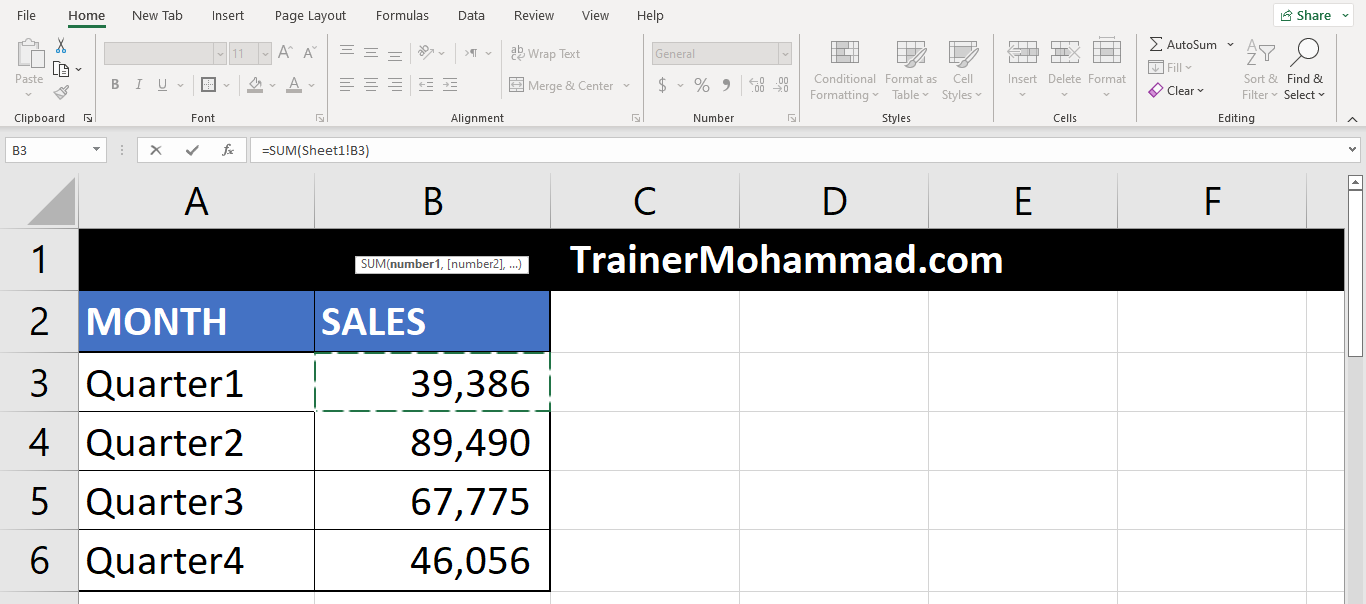 File Home New Tab Insert Page Layout Formulas Data Review View Help Share
11 Wrap Text General AutoSum
Paste Conditional Format as Cell Insert Delete Format Fill Sort & Find &
B I U A Merge & Center $ % Formatting Table Styles Clear Filter Select
Clipboard Font Alignment Number Styles Cells Editing
B3 fx =SUM(Sheet1!B3)
A B C D E F
1 TrainerMohammad.com
SUM(number1, [number2], ...)
2 MONTH SALES
3 Quarter1 39,386
4 Quarter2 89,490
5 Quarter3 67,775
6 Quarter4 46,056